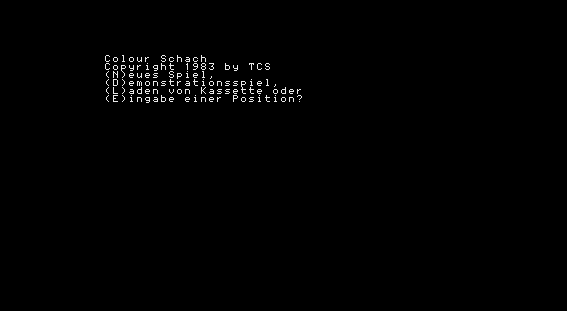 Colour Schach
Copyright 1983 by TCS
(N)eues Spiel,
(D)emonstrationsspiel,
(L)aden von Kassette oder
(E)ingabe einer Position?